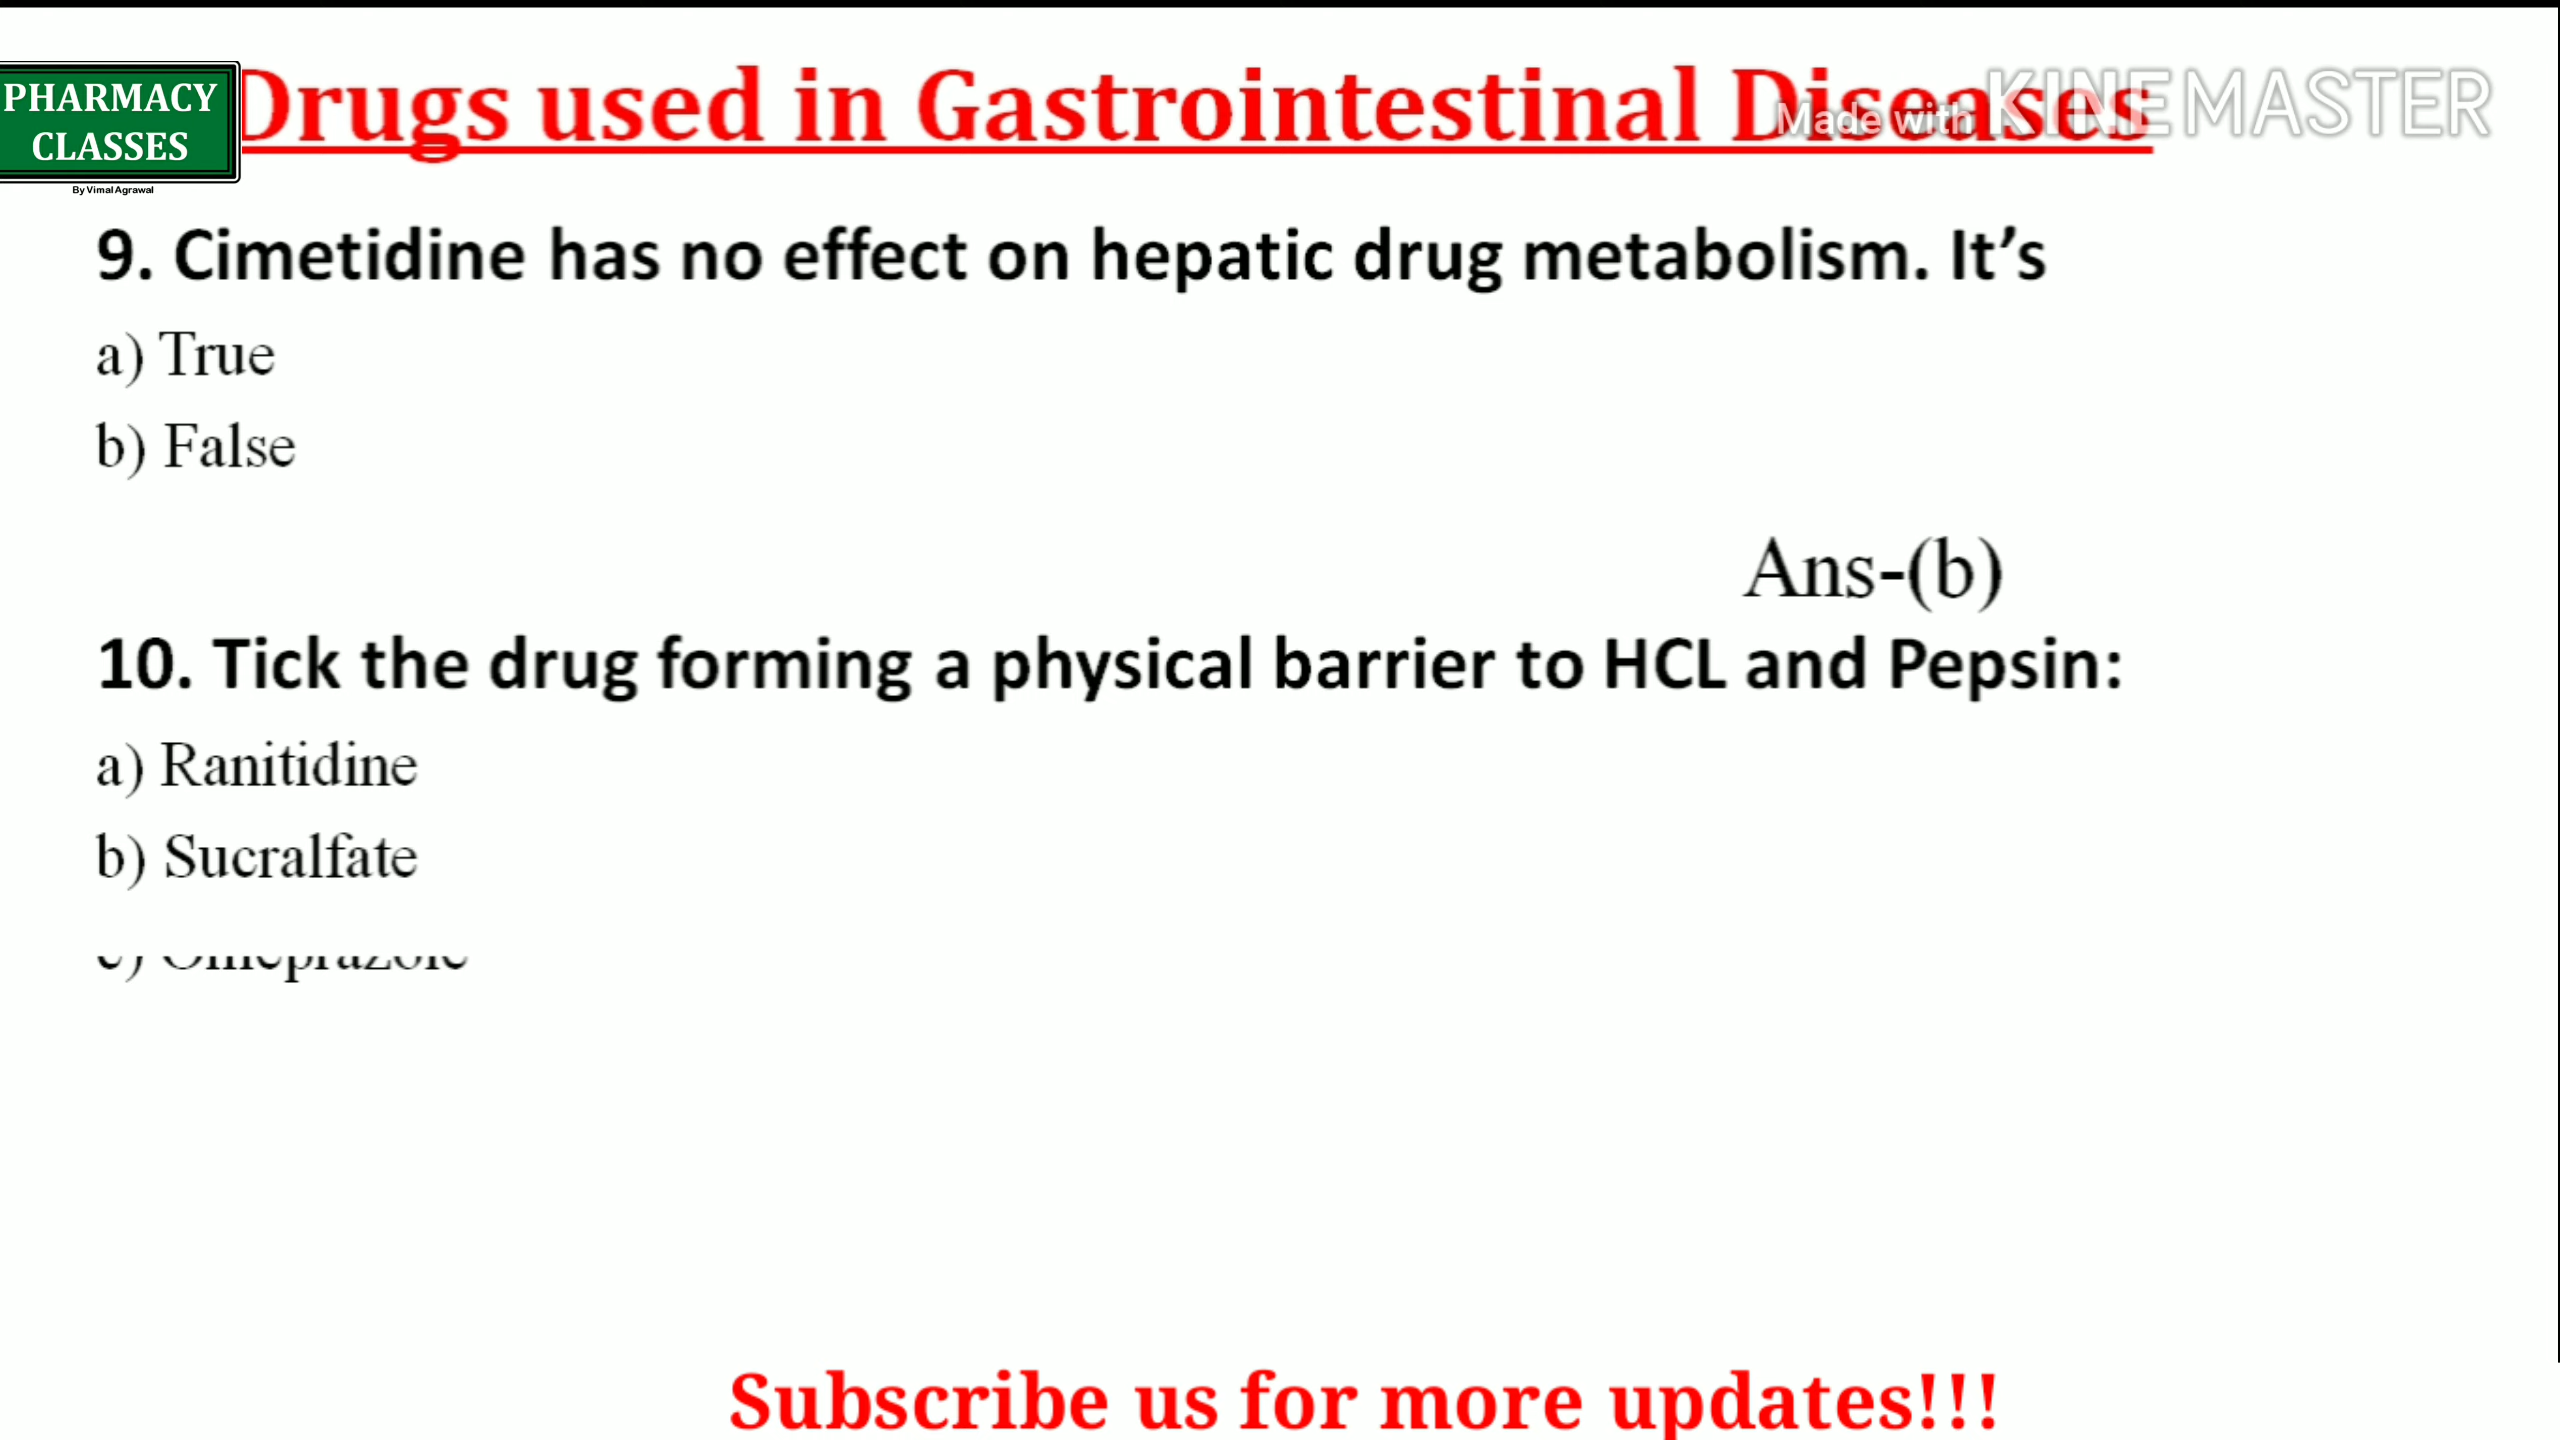 PHARMACY
CLASSES
By Vimal Agrawal
Drugs used in Gastrointestinal Diseases
Made with KINEMASTER
9. Cimetidine has no effect on hepatic drug metabolism. It’s
a) True
b) False
Ans-(b)
10. Tick the drug forming a physical barrier to HCL and Pepsin:
a) Ranitidine
b) Sucralfate
c) Omeprazole
Subscribe us for more updates!!!